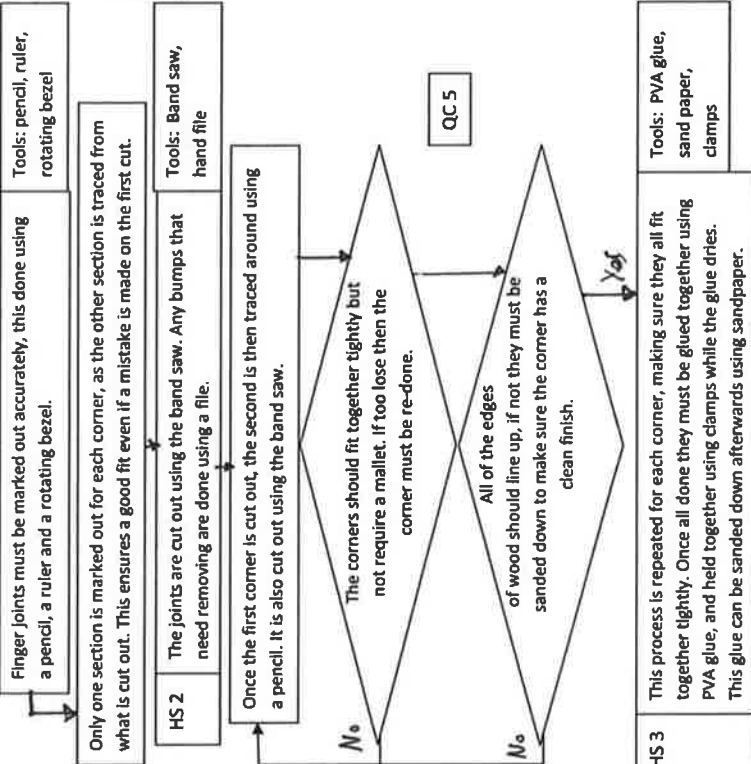 Finger joints must be marked out accurately, this done using
a pencil, a ruler and a rotating bezel.
Tools: pencil, ruler,
rotating bezel
Only one section is marked out for each corner, as the other section is traced from
what is cut out. This ensures a good fit even if a mistake is made on the first cut.
HS 2
The joints are cut out using the band saw. Any bumps that
need removing are done using a file.
Tools: Band saw,
hand file
Once the first corner is cut out, the second is then traced around using
a pencil. It is also cut out using the band saw.
The corners should fit together tightly but
not require a mallet. If too lose then the
corner must be re-done.
No
QC 5
All of the edges
of wood should line up, if not they must be
sanded down to make sure the corner has a
clean finish.
No
Yes
HS 3
This process is repeated for each corner, making sure they all fit
together tightly. Once all done they must be glued together using
PVA glue, and held together using clamps while the glue dries.
This glue can be sanded down afterwards using sandpaper.
Tools: PVA glue,
sand paper,
clamps